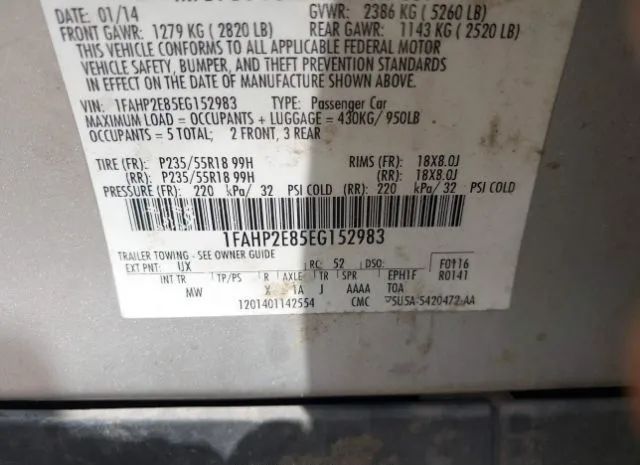 DATE: 01/14 GVWR: 2386 KG ( 5260 LB)
FRONT GAWR: 1279 KG ( 2820 LB) REAR GAWR: 1143 KG ( 2520 LB)
THIS VEHICLE CONFORMS TO ALL APPLICABLE FEDERAL MOTOR
VEHICLE SAFETY, BUMPER, AND THEFT PREVENTION STANDARDS
IN EFFECT ON THE DATE OF MANUFACTURE SHOWN ABOVE.
VIN: 1FAHP2E85EG152983 TYPE: Passenger Car
MAXIMUM LOAD = OCCUPANTS + LUGGAGE = 430KG/ 950LB
OCCUPANTS = 5 TOTAL; 2 FRONT, 3 REAR
TIRE (FR): P235/55R18 99H RIMS (FR): 18X8.0J
(RR): P235/55R18 99H (RR): 18X8.0J
PRESSURE (FR): 220 kPa/ 32 PSI COLD (RR): 220 kPa/ 32 PSI COLD
1FAHP2E85EG152983
TRAILER TOWING - SEE OWNER GUIDE
EXT PNT: UX RC: 52 DSO: F0116
INT TR TP/PS R AXLE TR SPR EPH1F R0141
MW X 1A J AAAA T0A
1201401142554 CMC 5U5A-5420472-AA